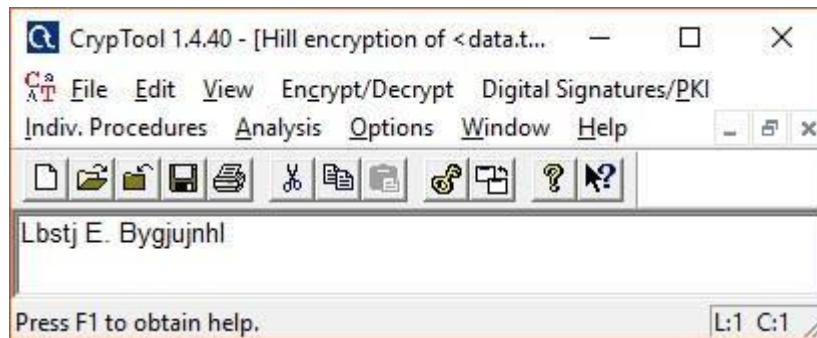 CrypTool 1.4.40 - [Hill encryption of <data.t...
File Edit View Encrypt/Decrypt Digital Signatures/PKI
Indiv. Procedures Analysis Options Window Help
Lbstj E. Bygjujnhl
Press F1 to obtain help. L:1 C:1